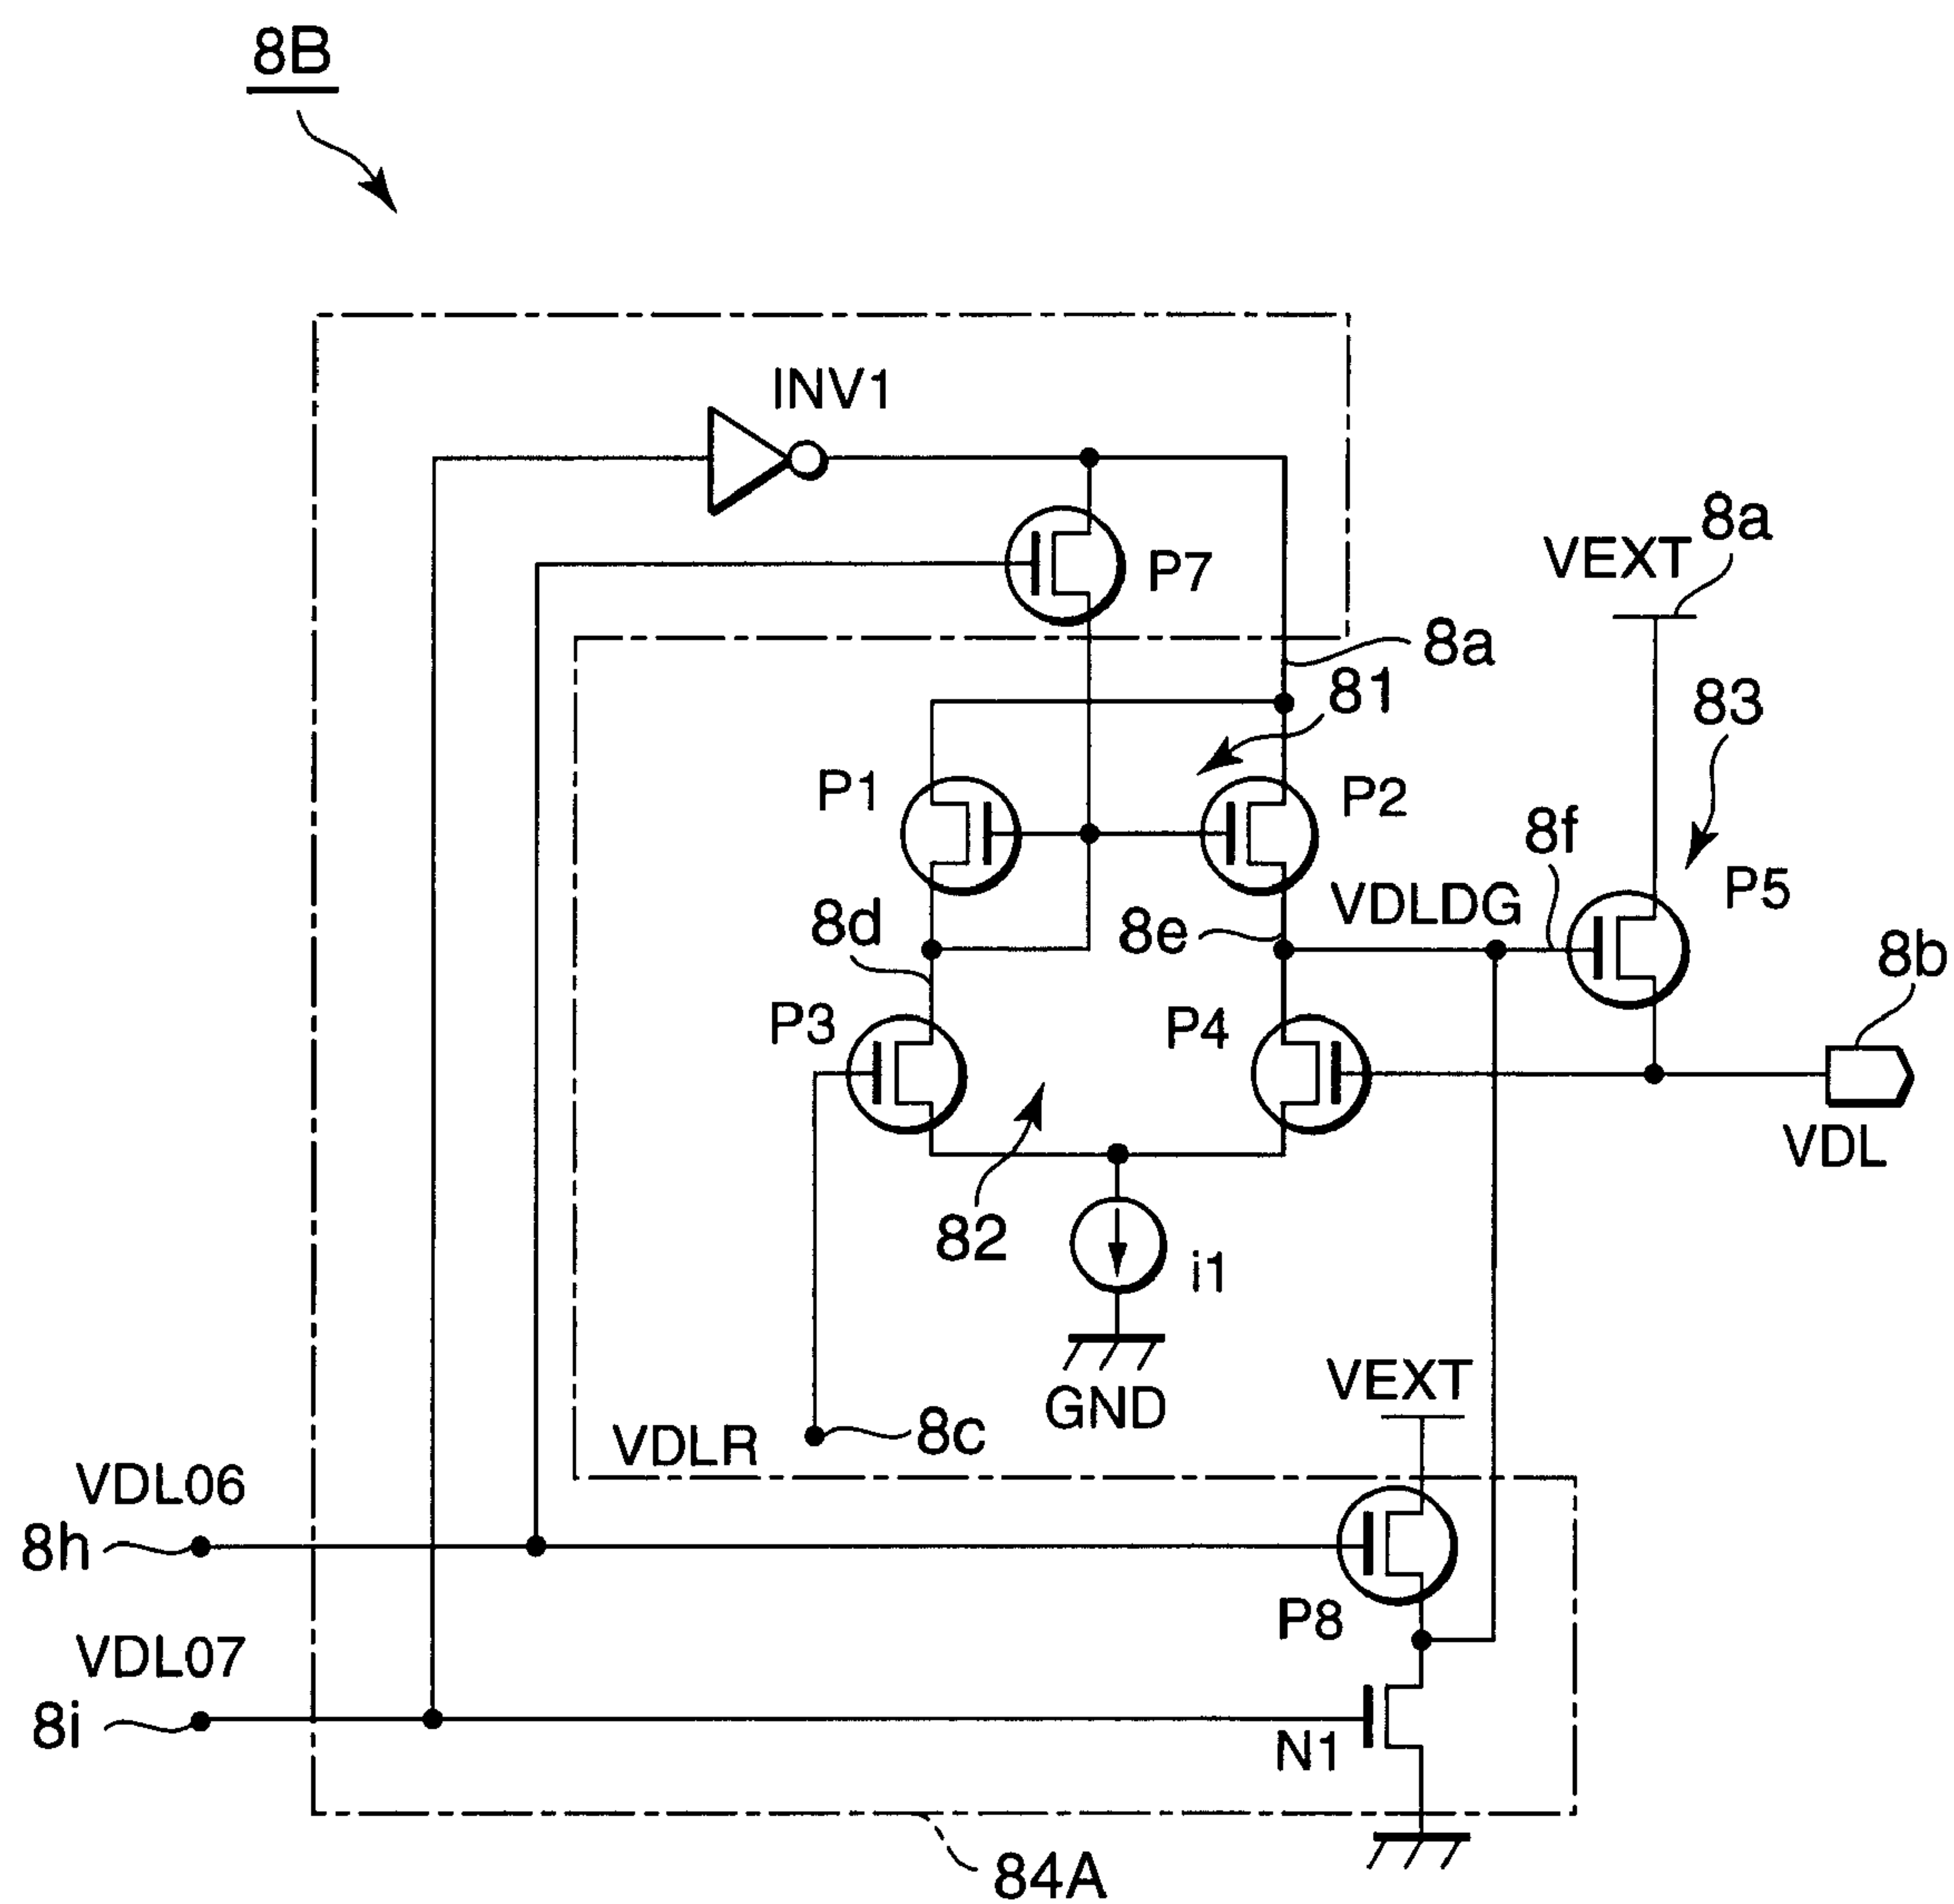 8B
INV1
P7
VEXT
8a
8a
81
83
P1
P2
8f
8d
8e
VDLDG
P5
8b
P3
P4
VDL
82
i1
GND
VEXT
VDLR
8c
VDL06
8h
P8
VDL07
8i
N1
84A